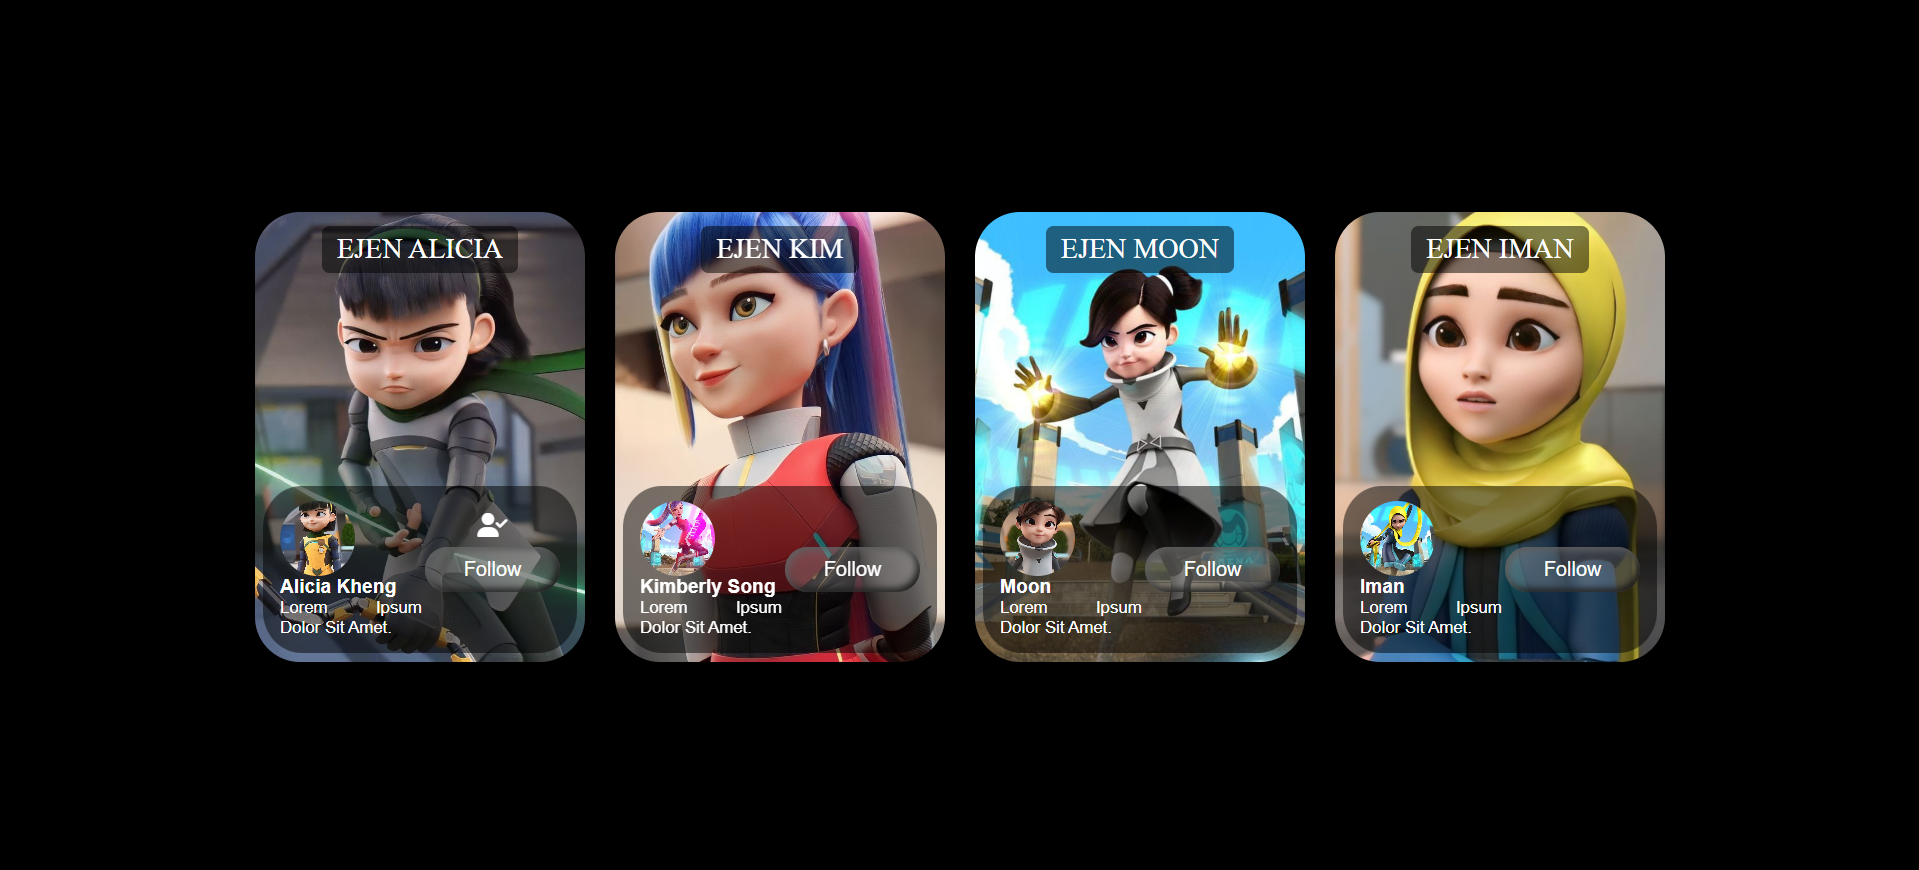 EJEN ALICIA
Follow
Alicia Kheng
Lorem Ipsum
Dolor Sit Amet.
EJEN KIM
Follow
Kimberly Song
Lorem Ipsum
Dolor Sit Amet.
EJEN MOON
Follow
Moon
Lorem Ipsum
Dolor Sit Amet.
EJEN IMAN
Follow
Iman
Lorem Ipsum
Dolor Sit Amet.